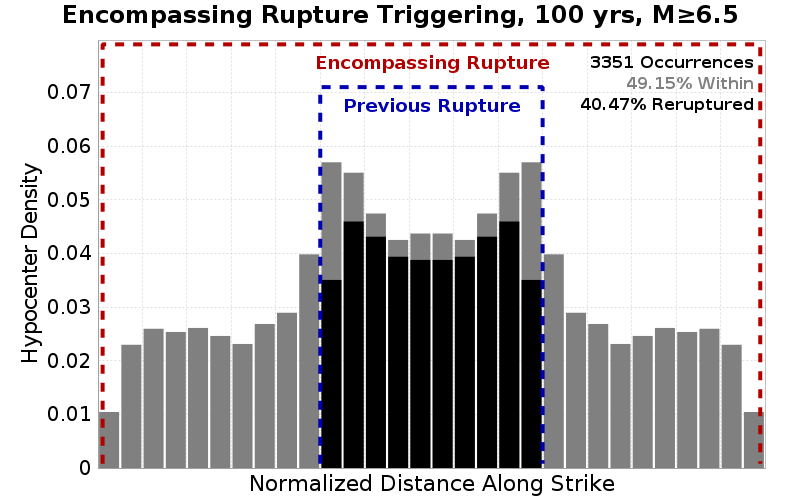 Encompassing Rupture Triggering, 100 yrs, M≥6.5
Encompassing Rupture
3351 Occurrences
49.15% Within
40.47% Reruptured
Previous Rupture
Hypocenter Density
0.07
0.06
0.05
0.04
0.03
0.02
0.01
0
Normalized Distance Along Strike